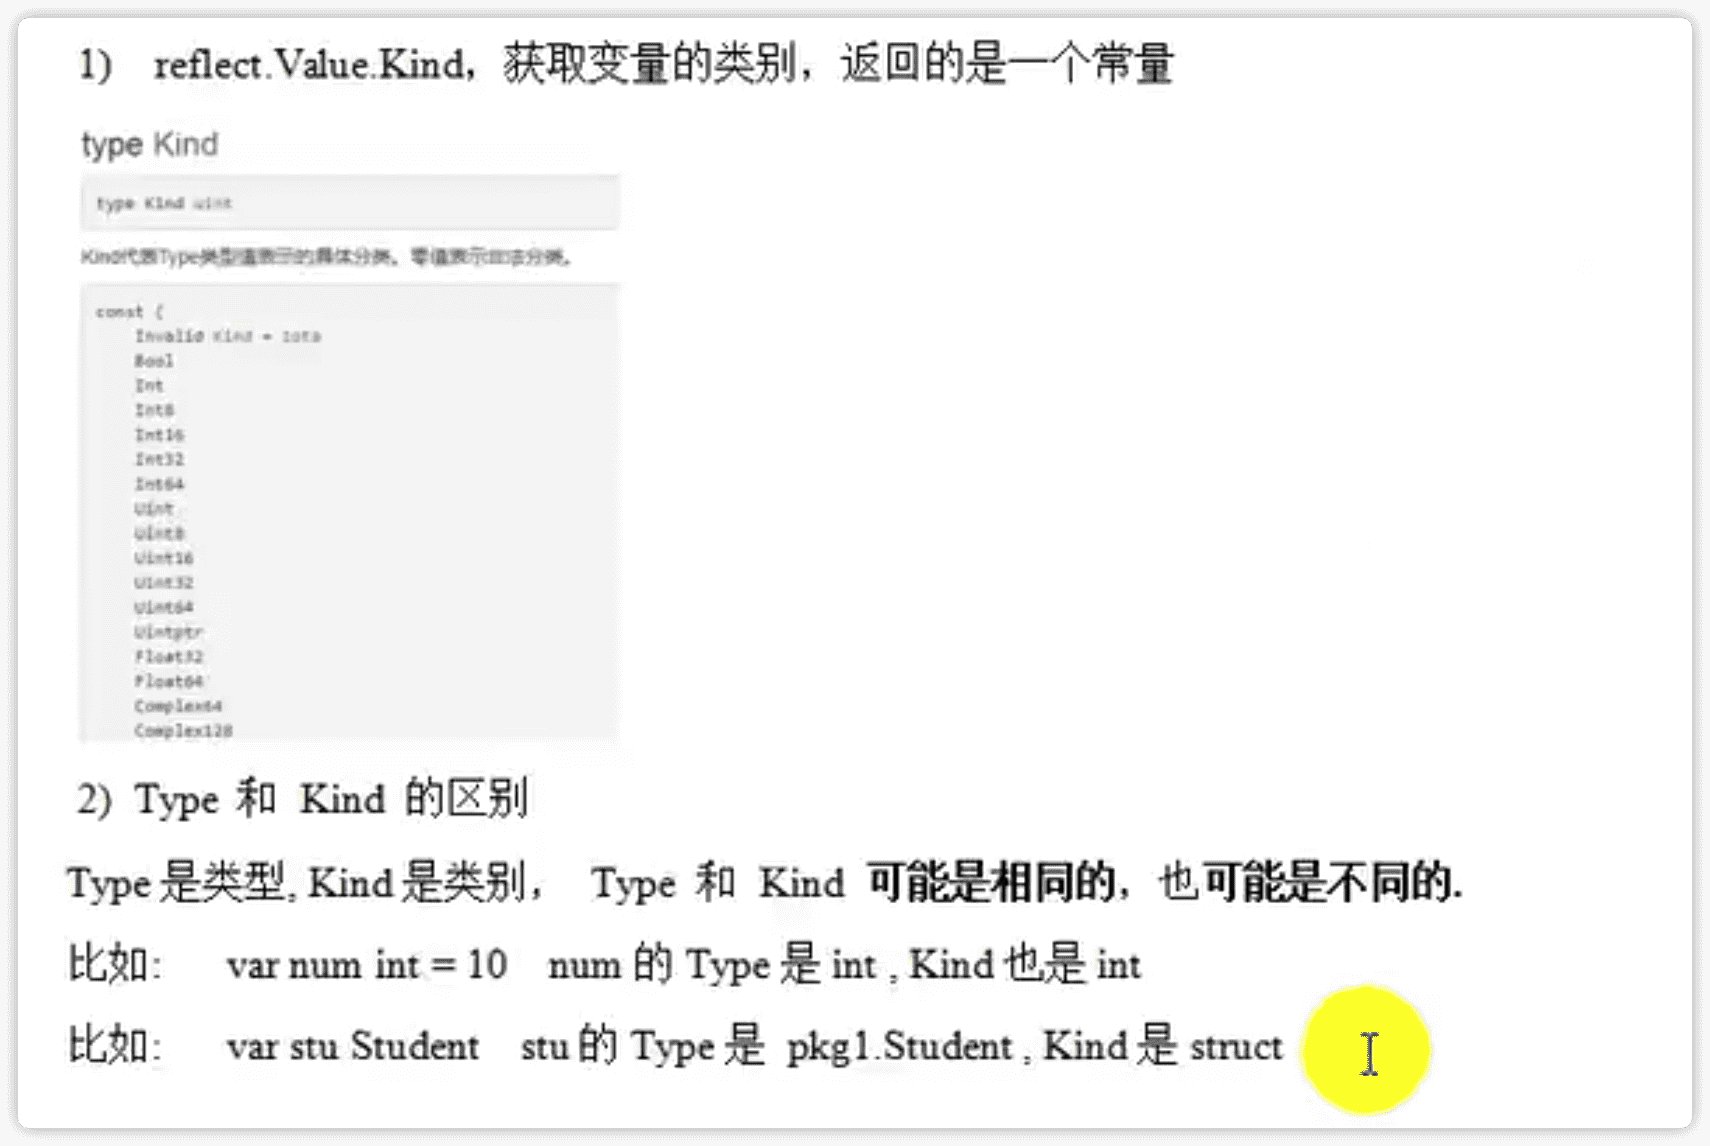 1) reflect.Value.Kind，获取变量的类别，返回的是一个常量
type Kind
type Kind uint
Kind代表Type类型值表示的具体分类。零值表示非法分类。
const (
Invalid Kind = iota
Bool
Int
Int8
Int16
Int32
Int64
Uint
Uint8
Uint16
Uint32
Uint64
Uintptr
Float32
Float64
Complex64
Complex128
2) Type 和 Kind 的区别
Type 是类型, Kind 是类别， Type 和 Kind 可能是相同的，也可能是不同的.
比如: var num int = 10 num 的 Type 是 int , Kind 也是 int
比如: var stu Student stu 的 Type 是 pkg1.Student , Kind 是 struct